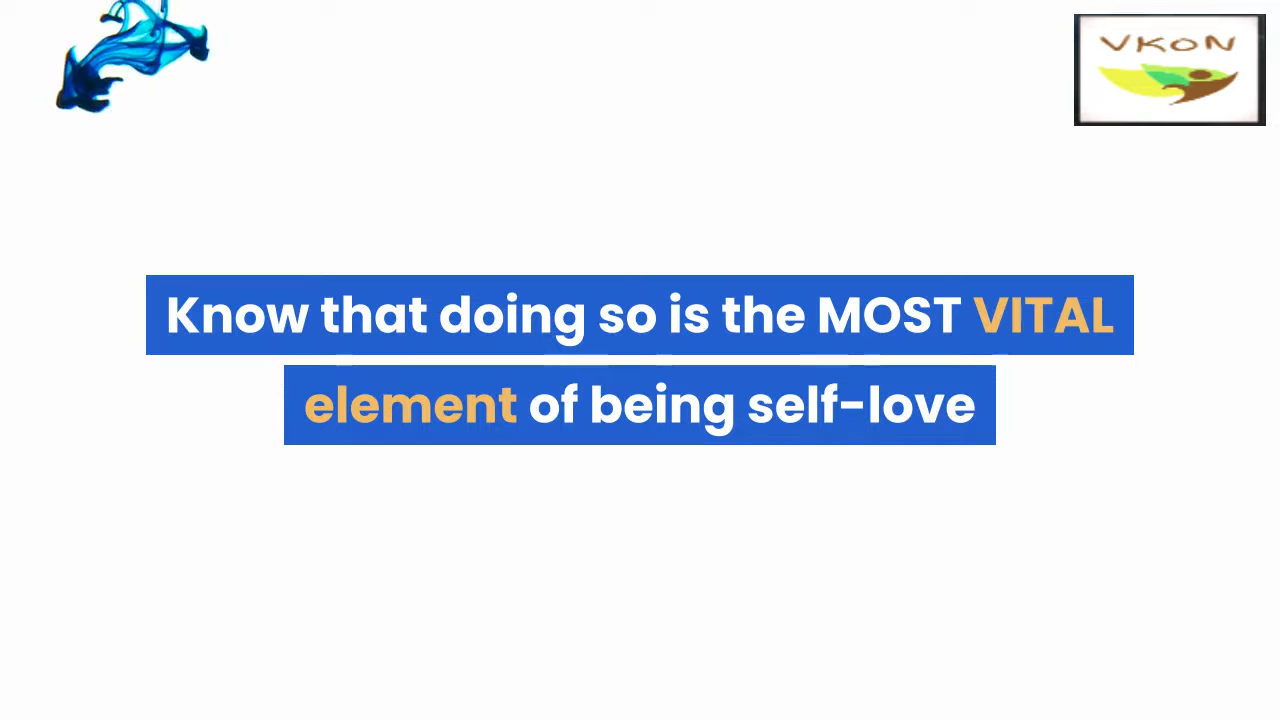 VKON
Know that doing so is the MOST VITAL
element of being self-love